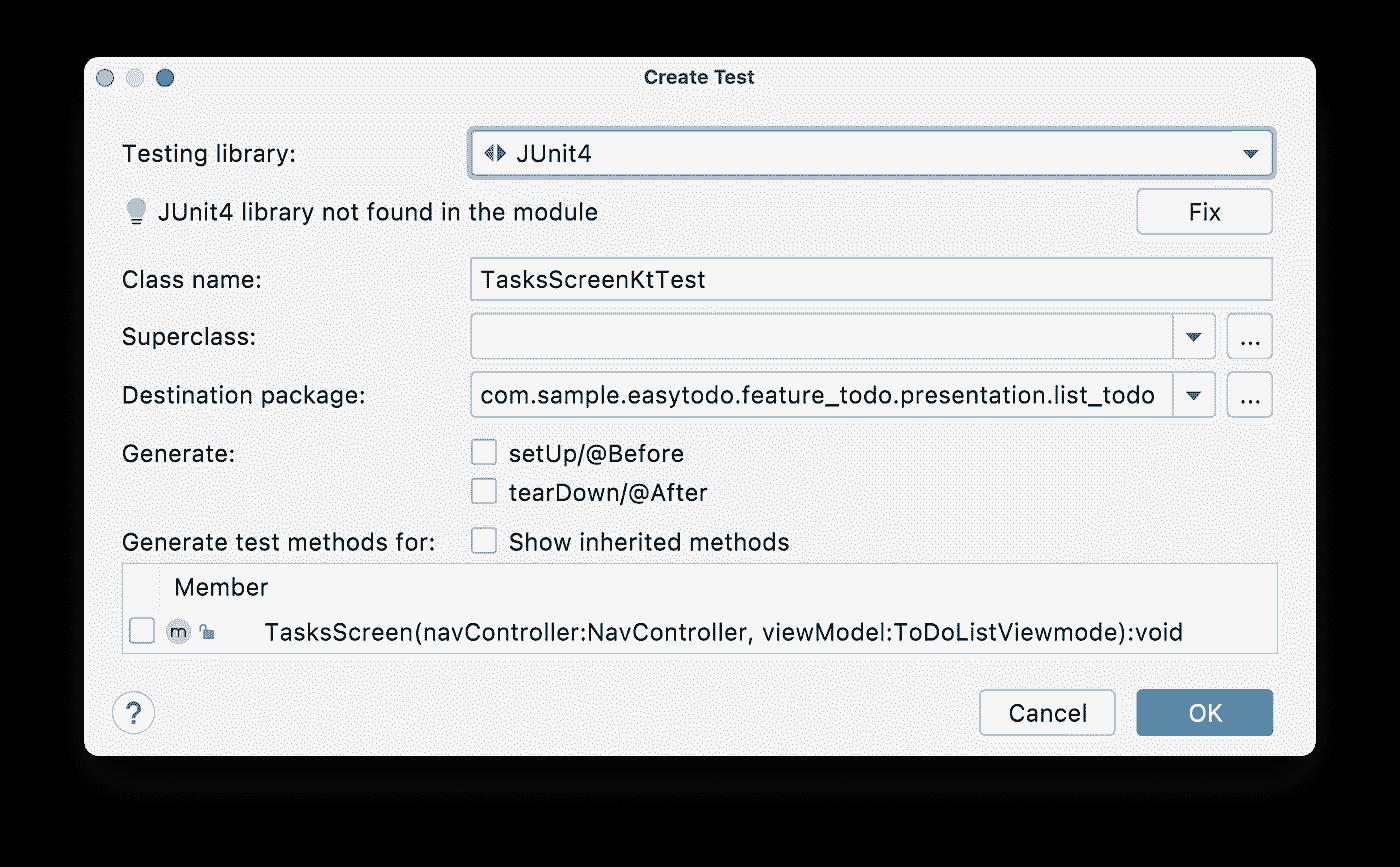 Create Test
Testing library: JUnit4
JUnit4 library not found in the module Fix
Class name: TasksScreenKtTest
Superclass: ...
Destination package: com.sample.easytodo.feature_todo.presentation.list_todo ...
Generate: setUp/@Before
tearDown/@After
Generate test methods for: Show inherited methods
Member
m TasksScreen(navController:NavController, viewModel:ToDoListViewmode):void
? Cancel OK